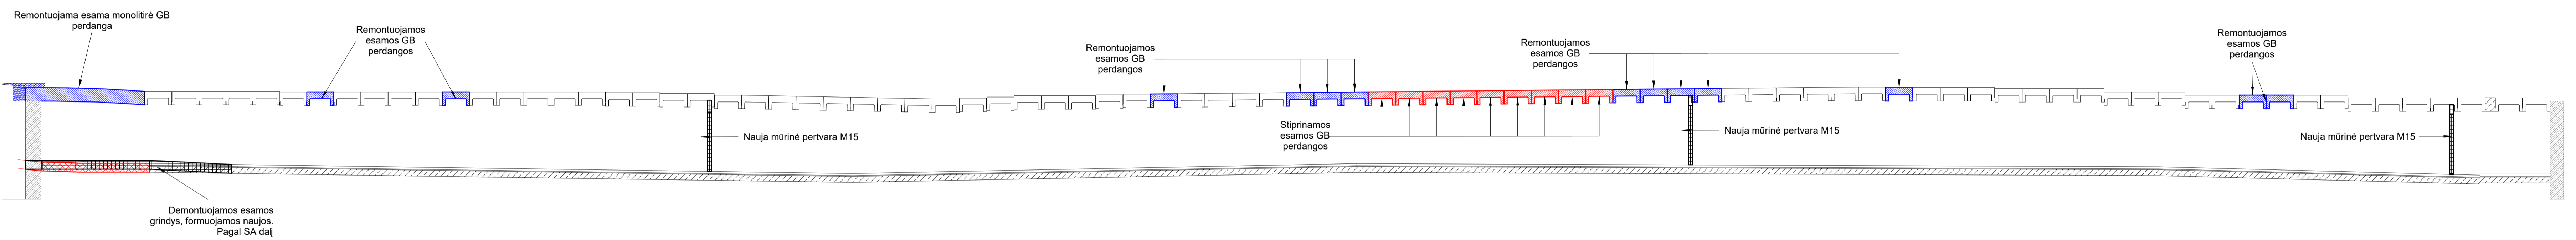 Remontuojama esama monolitirė GB
perdanga
Remontuojamos
esamos GB
perdangos
Remontuojamos
esamos GB
perdangos
Remontuojamos
esamos GB
perdangos
Remontuojamos
esamos GB
perdangos
Stiprinamos
esamos GB
perdangos
Nauja mūrinė pertvara M15
Nauja mūrinė pertvara M15
Nauja mūrinė pertvara M15
Demontuojamos esamos
grindys, formuojamos naujos.
Pagal SA dalį